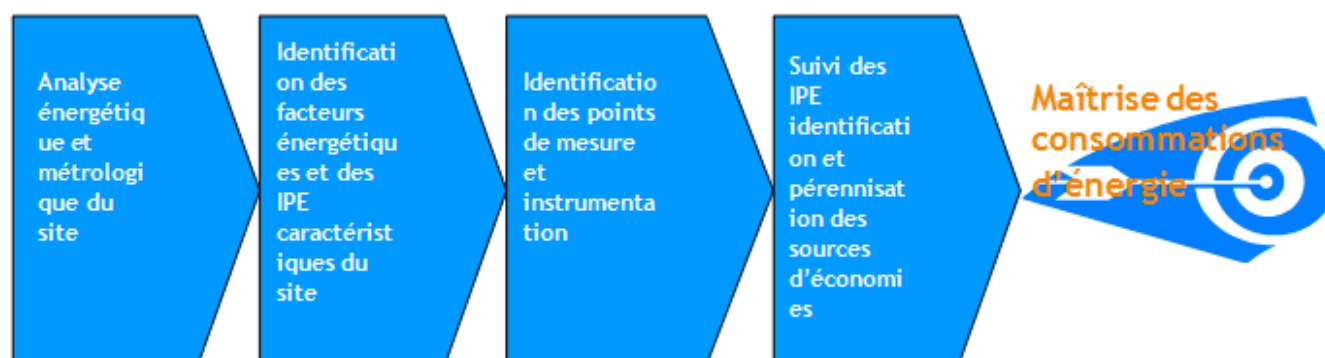 Analyse
énergétiq
ue et
métrologi
que du
site
Identificati
on des
facteurs
énergétiqu
es et des
IPE
caractérist
iques du
site
Identificatio
n des points
de mesure
et
instrumenta
tion
Suivi des
IPE
identificati
on et
pérennisat
ion des
sources
d'économi
es
Maîtrise des
consommations
d'énergie